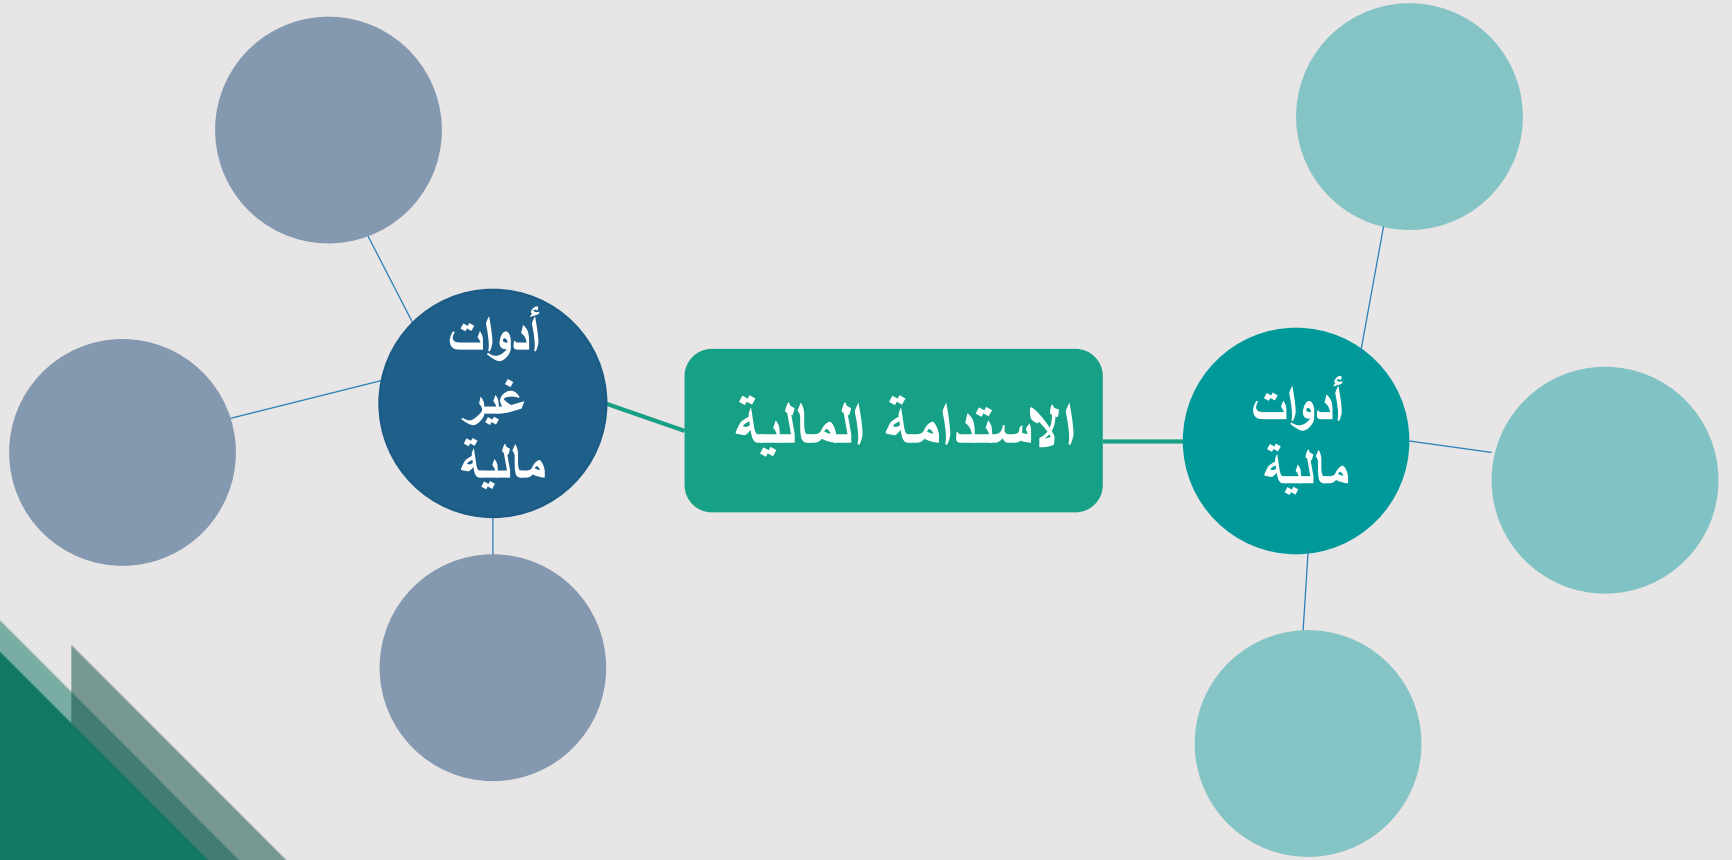 أدوات
مالية
الاستدامة المالية
أدوات
غير
مالية